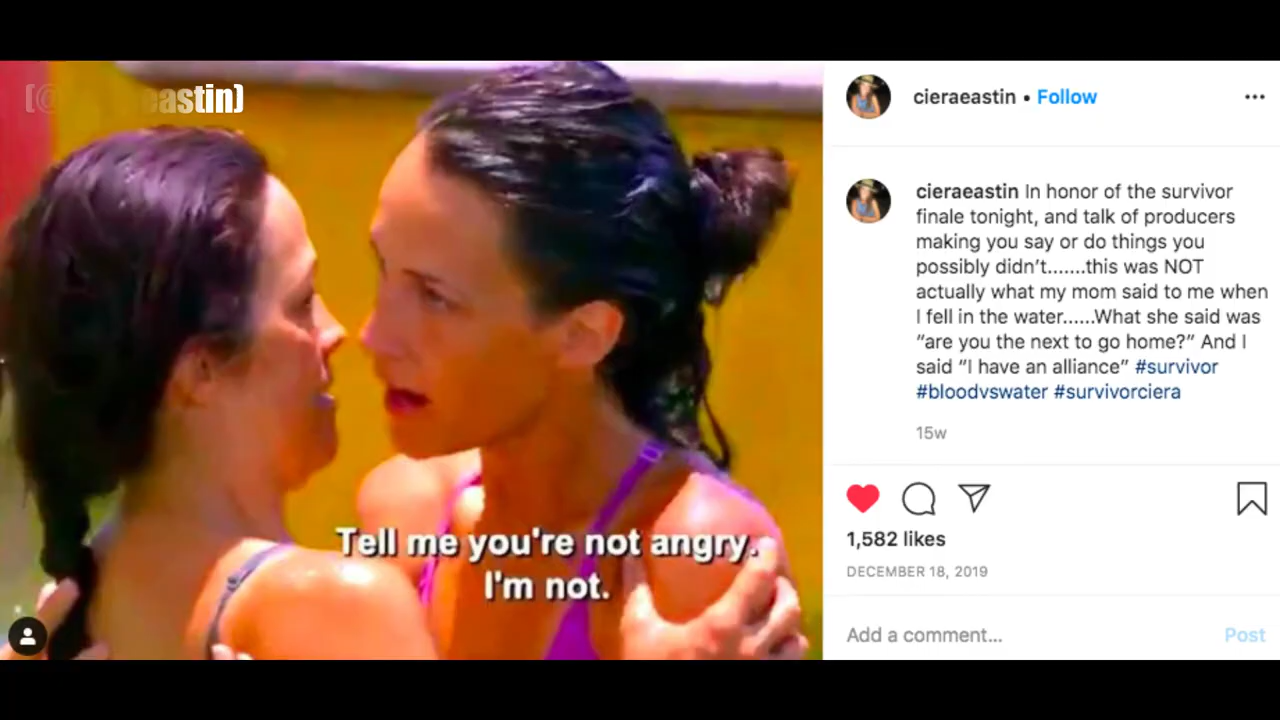 eastin)
Tell me you're not angry.
I'm not.
cieraeastin • Follow
cieraeastin In honor of the survivor
finale tonight, and talk of producers
making you say or do things you
possibly didn't.......this was NOT
actually what my mom said to me when
I fell in the water......What she said was
"are you the next to go home?" And I
said "I have an alliance" #survivor
#bloodvswater #survivorciera
15w
1,582 likes
DECEMBER 18, 2019
Add a comment...
Post